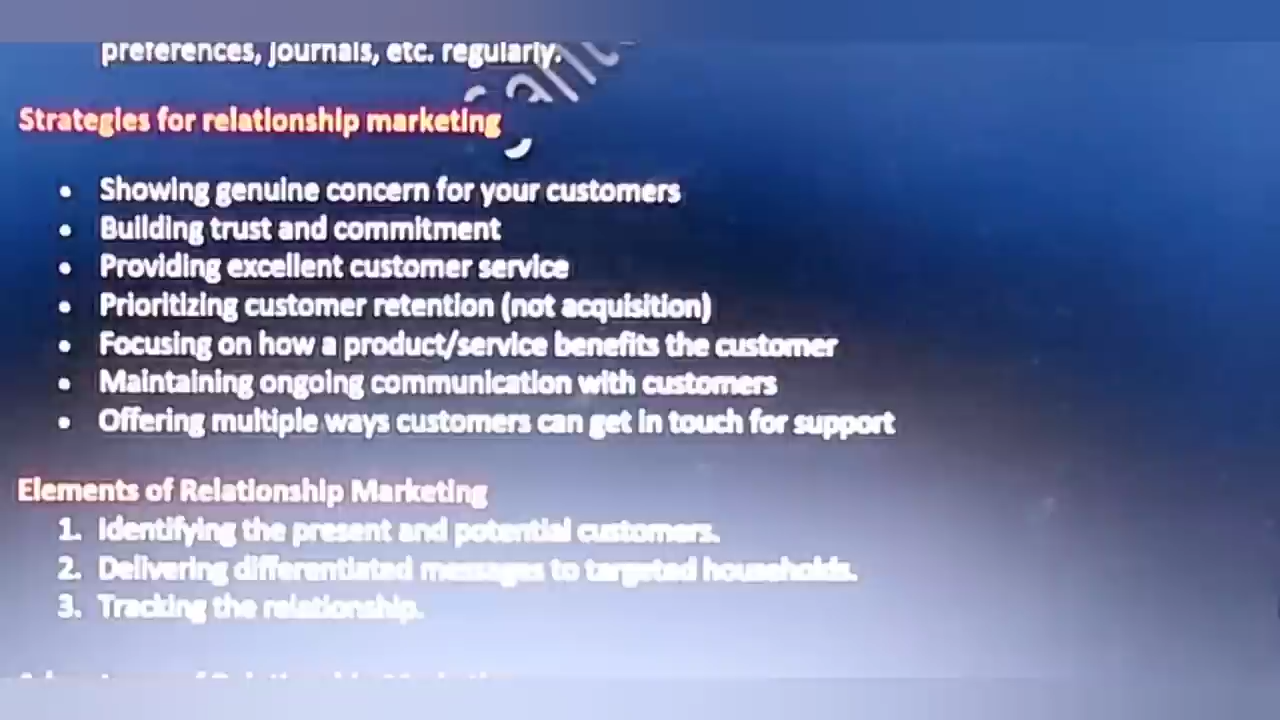 preferences, journals, etc. regularly.
Strategies for relationship marketing
• Showing genuine concern for your customers
• Building trust and commitment
• Providing excellent customer service
• Prioritizing customer retention (not acquisition)
• Focusing on how a product/service benefits the customer
• Maintaining ongoing communication with customers
• Offering multiple ways customers can get in touch for support
Elements of Relationship Marketing
1. Identifying the present and potential customers.
2. Delivering differentiated messages to targeted households.
3. Tracking the relationship.